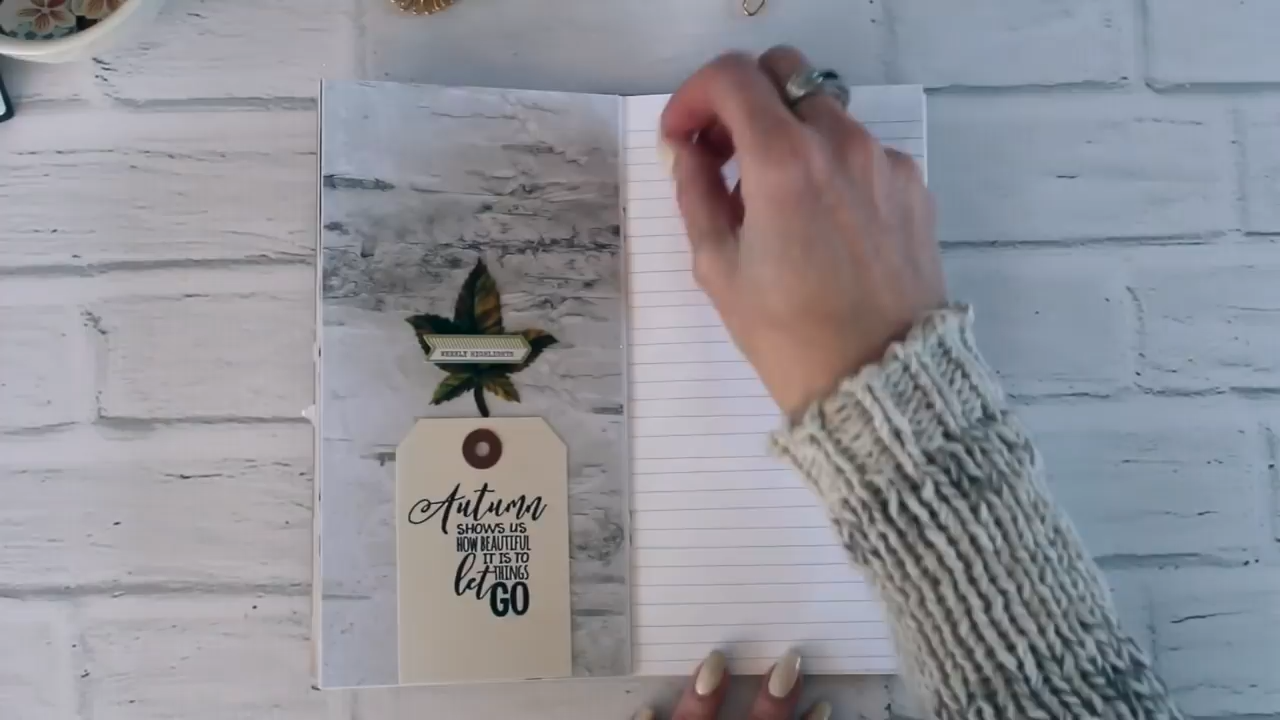 WEEKLY HIGHLIGHTS
Autumn
SHOWS US
HOW BEAUTIFUL
IT IS TO
let THINGS
GO